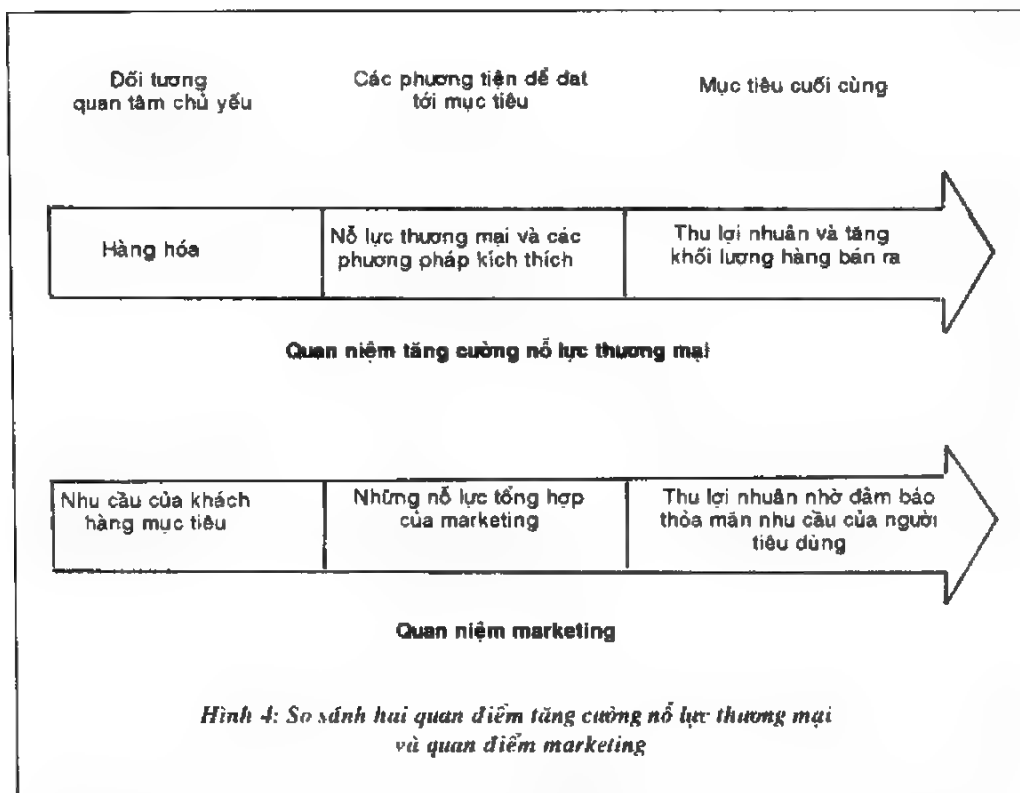 Đối tương
quan tâm chủ yếu
Các phương tiện để đat
tới mục tiêu
Mục tiêu cuối cùng
Hàng hóa
Nỗ lực thương mại và các
phương pháp kích thích
Thu lợi nhuân và tăng
khối lượng hàng bán ra
Quan niệm tăng cường nỗ lực thương mại
Nhu cầu của khách
hàng mục tiêu
Những nỗ lực tổng hợp
của marketing
Thu lợi nhuân nhờ đảm bảo
thỏa mãn nhu cầu của người
tiêu dùng
Quan niệm marketing
Hình 4: So sánh hai quan điểm tăng cường nỗ lực thương mại
và quan điểm marketing